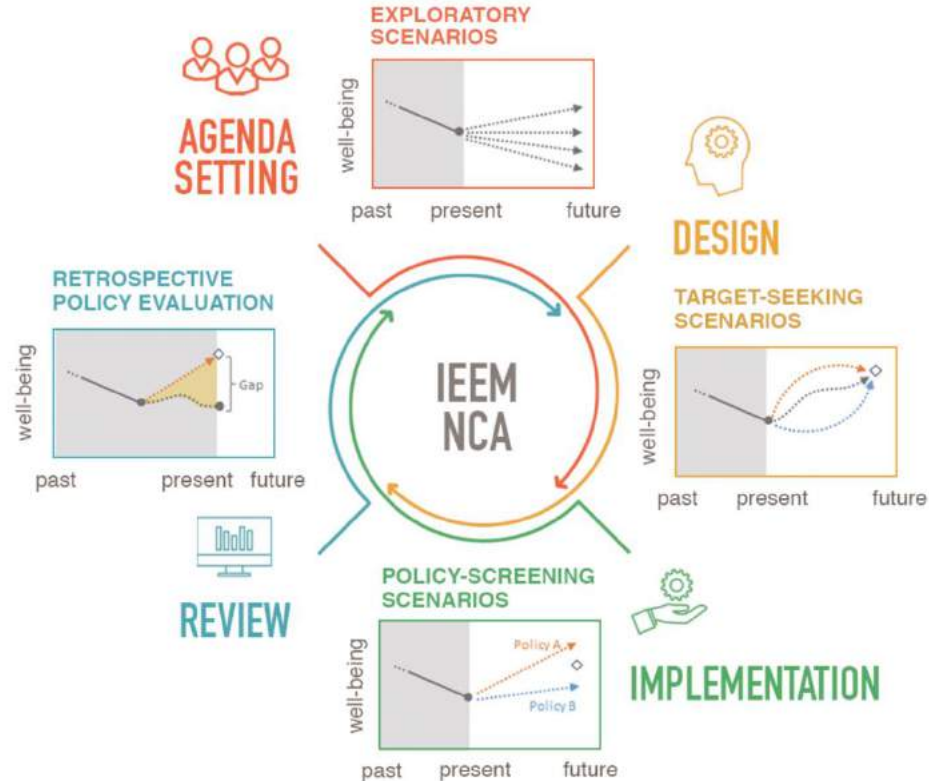 EXPLORATORY
SCENARIOS
AGENDA
SETTING
well-being
past present future
DESIGN
RETROSPECTIVE
POLICY EVALUATION
well-being
Gap
past present future
TARGET-SEEKING
SCENARIOS
well-being
past present future
IEEM
NCA
REVIEW
POLICY-SCREENING
SCENARIOS
well-being
Policy A
Policy B
past present future
IMPLEMENTATION